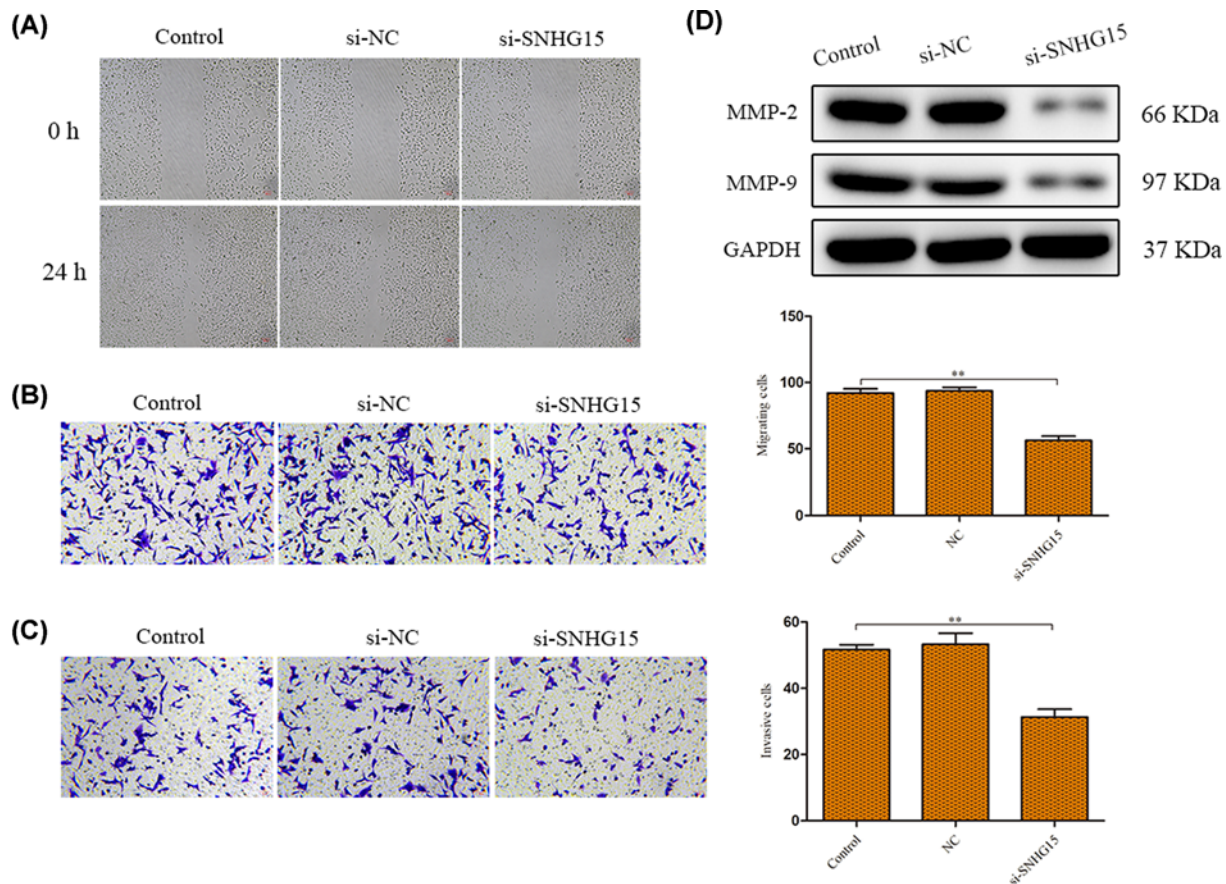 (A)
Control si-NC si-SNHG15
0 h
24 h
(B)
Control si-NC si-SNHG15
(C)
Control si-NC si-SNHG15
(D)
Control si-NC si-SNHG15
MMP-2 66 KDa
MMP-9 97 KDa
GAPDH 37 KDa
Migrating cells
150
100
50
0
**
Control NC si-SNHG15
Invasive cells
60
40
20
0
**
Control NC si-SNHG15